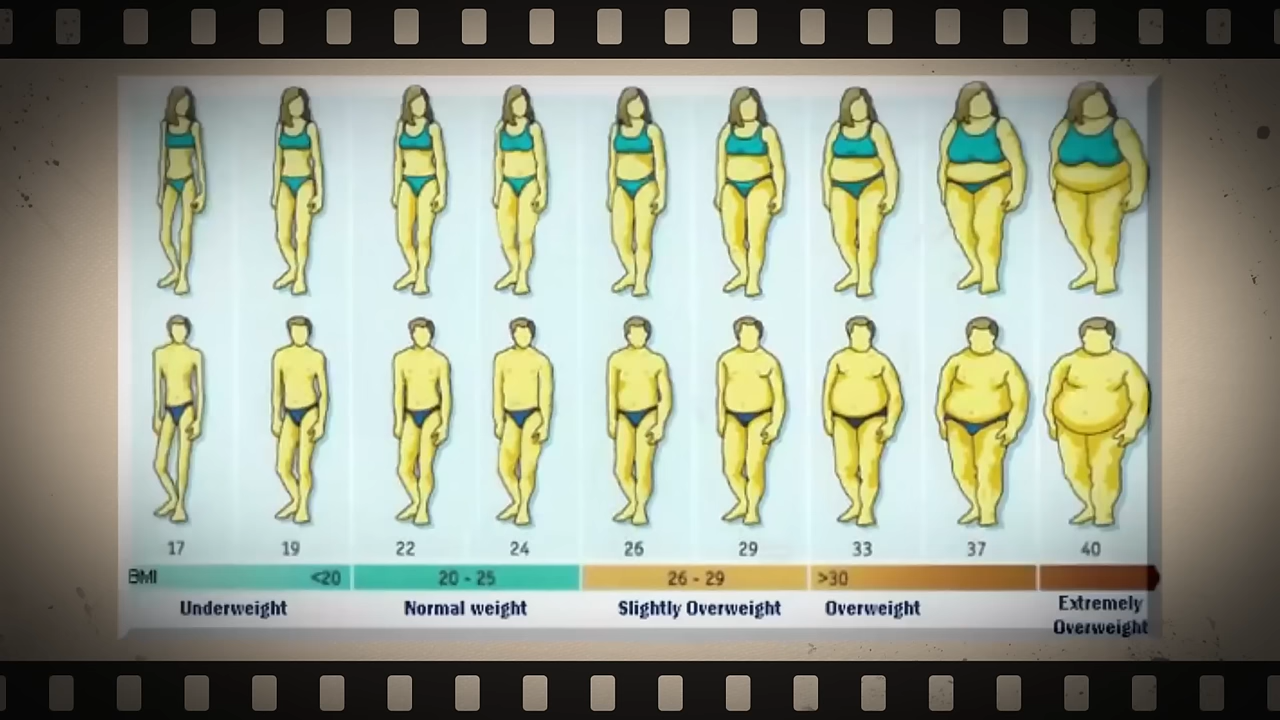 17 19 22 24 26 29 33 37 40
BMI <20 20 - 25 26 - 29 >30
Underweight Normal weight Slightly Overweight Overweight Extremely
Overweight